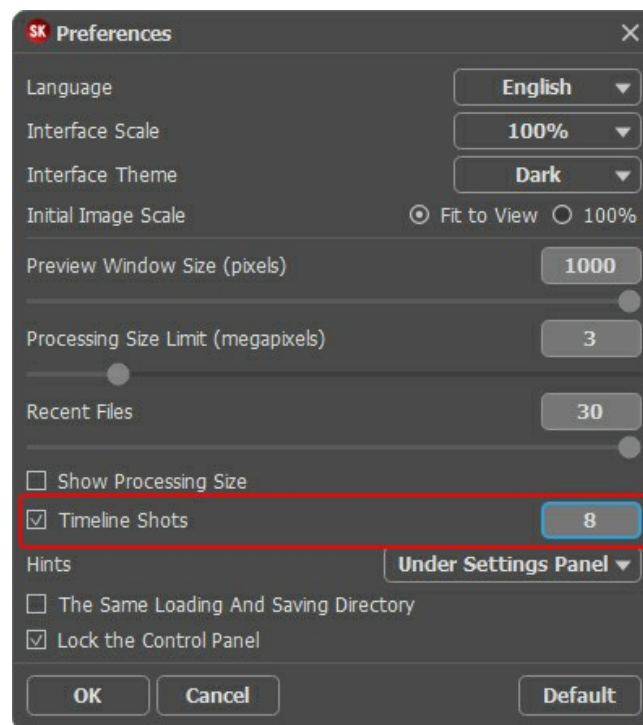 SK Preferences
Language English
Interface Scale 100%
Interface Theme Dark
Initial Image Scale Fit to View 100%
Preview Window Size (pixels) 1000
Processing Size Limit (megapixels) 3
Recent Files 30
Show Processing Size
Timeline Shots 8
Hints Under Settings Panel
The Same Loading And Saving Directory
Lock the Control Panel
OK Cancel Default